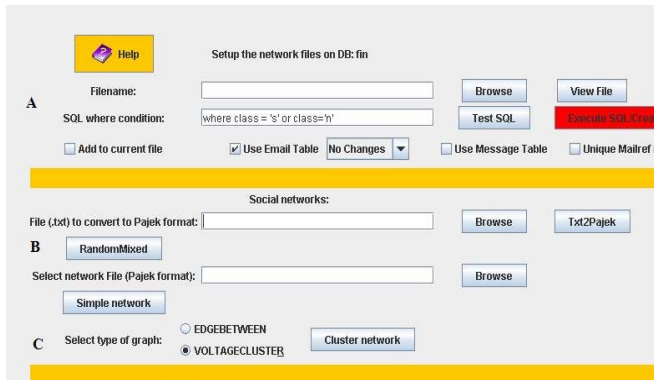 Help
Setup the network files on DB: fin
Filename:
Browse
View File
A
SQL where condition:
where class = 's' or class='n'
Test SQL
Execute SQL/Crea
Add to current file
Use Email Table
No Changes
Use Message Table
Unique Mailref
Social networks:
File (.txt) to convert to Pajek format:
Browse
Txt2Pajek
B
RandomMixed
Select network File (Pajek format):
Browse
Simple network
C
Select type of graph:
EDGEBETWEEN
VOLTAGECLUSTER
Cluster network